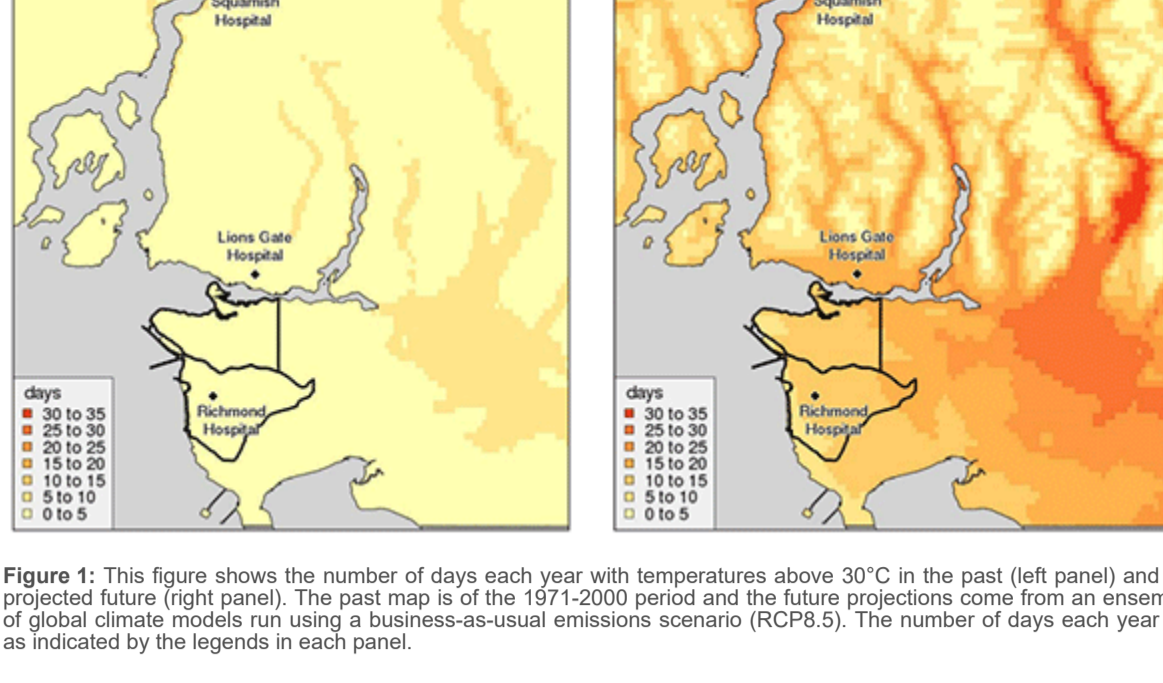 Squamish
Hospital
Lions Gate
Hospital
Richmond
Hospital
days
30 to 35
25 to 30
20 to 25
15 to 20
10 to 15
5 to 10
0 to 5
Squamish
Hospital
Lions Gate
Hospital
Richmond
Hospital
days
30 to 35
25 to 30
20 to 25
15 to 20
10 to 15
5 to 10
0 to 5
Figure 1: This figure shows the number of days each year with temperatures above 30°C in the past (left panel) and
projected future (right panel). The past map is of the 1971-2000 period and the future projections come from an ensem
of global climate models run using a business-as-usual emissions scenario (RCP8.5). The number of days each year
as indicated by the legends in each panel.